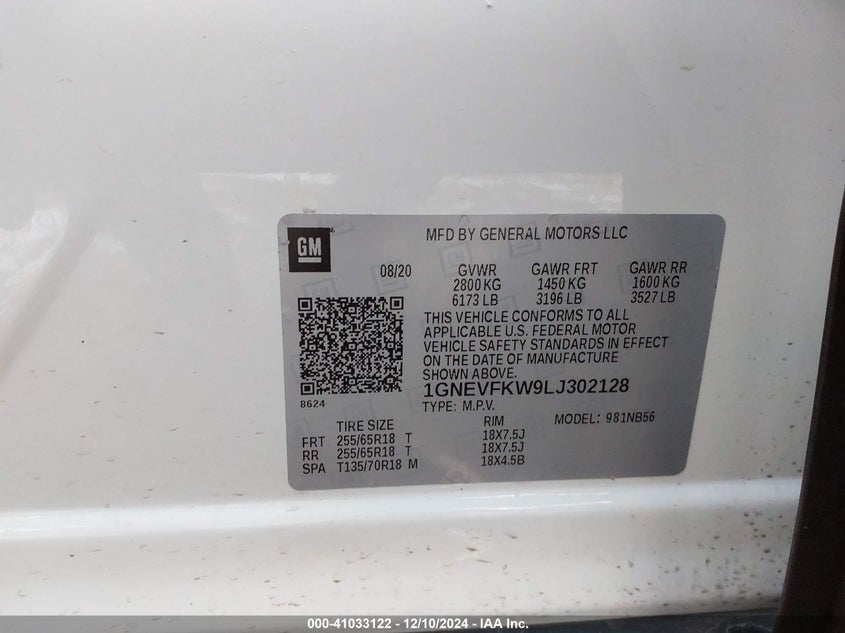 GM
MFD BY GENERAL MOTORS LLC
08/20
GVWR GAWR FRT GAWR RR
2800 KG 1450 KG 1600 KG
6173 LB 3196 LB 3527 LB
THIS VEHICLE CONFORMS TO ALL
APPLICABLE U.S. FEDERAL MOTOR
VEHICLE SAFETY STANDARDS IN EFFECT
ON THE DATE OF MANUFACTURE
SHOWN ABOVE.
1GNEVFKW9LJ302128
8624
TYPE: M.P.V.
MODEL: 981NB56
TIRE SIZE RIM
FRT 255/65R18 T 18X7.5J
RR 255/65R18 T 18X7.5J
SPA T135/70R18 M 18X4.5B
000-41033122 - 12/10/2024 - IAA Inc.